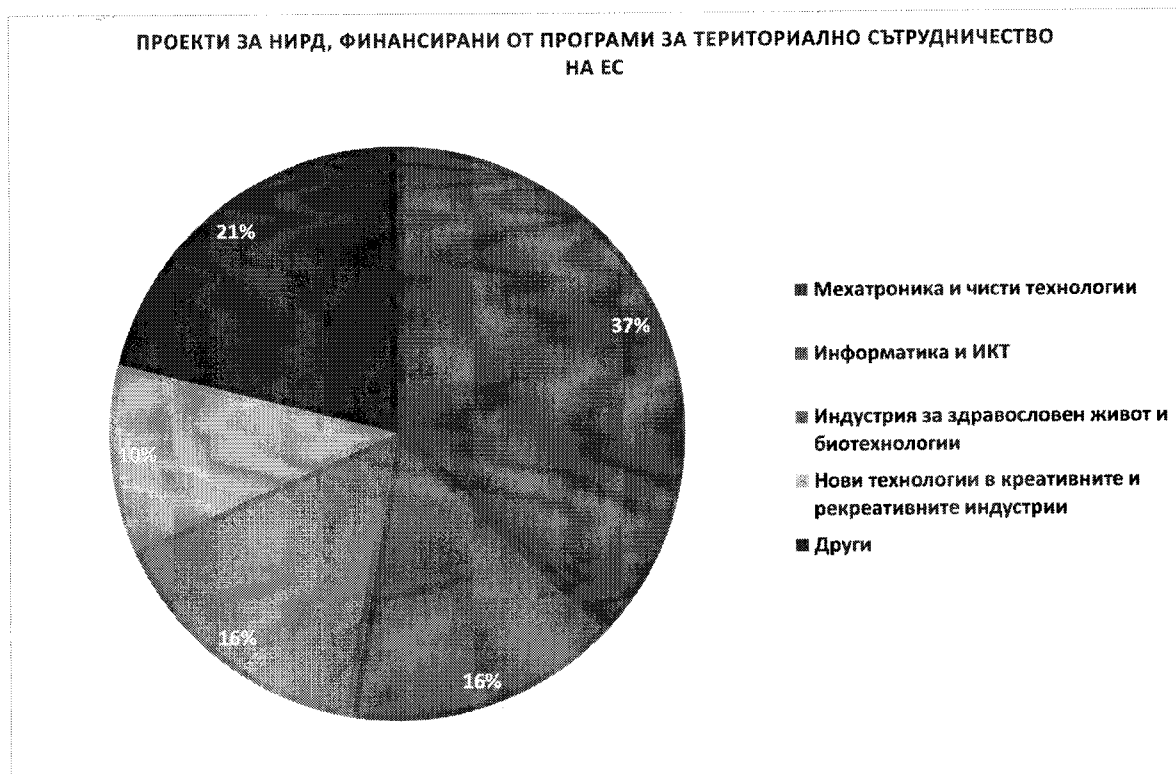 ПРОЕКТИ ЗА НИРД, ФИНАНСИРАНИ ОТ ПРОГРАМИ ЗА ТЕРИТОРИАЛНО СЪТРУДНИЧЕСТВО
НА ЕС
21%
37%
10%
16%
16%
Мехатроника и чисти технологии
Информатика и ИКТ
Индустрия за здравословен живот и
биотехнологии
Нови технологии в креативните и
рекреативните индустрии
Други